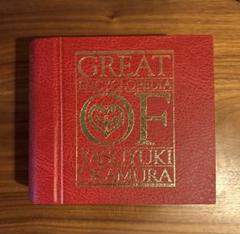 GREAT
ENCYCLOPEDIA
OF
YASUYUKI
OKAMURA